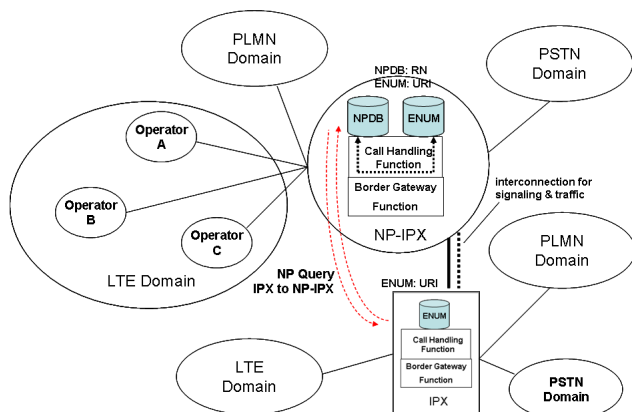 PLMN
Domain
PSTN
Domain
NPDB: RN
ENUM: URI
NPDB
ENUM
Call Handling
Function
Border Gateway
Function
NP-IPX
Operator
A
Operator
B
Operator
C
LTE Domain
interconnection for
signaling & traffic
NP Query
IPX to NP-IPX
ENUM: URI
PLMN
Domain
ENUM
Call Handling
Function
Border Gateway
Function
IPX
LTE
Domain
PSTN
Domain